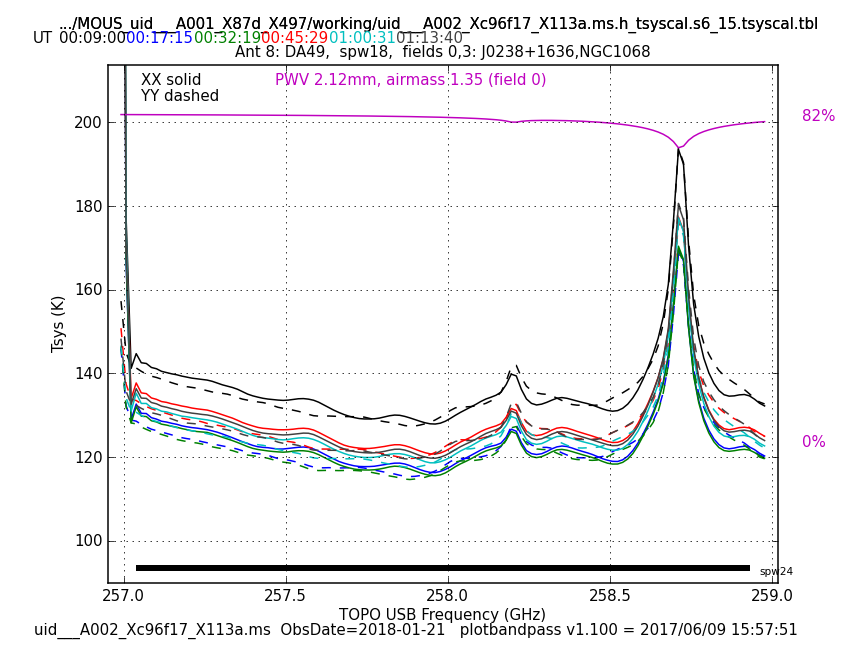 .../MOUS_uid___A001_X87d_X497/working/uid___A002_Xc96f17_X113a.ms.h_tsyscal.s6_15.tsyscal.tbl
UT 00:09:00 00:17:15 00:32:19 00:45:29 01:00:31 01:13:40
Ant 8: DA49,  spw18,  fields 0,3: J0238+1636,NGC1068
XX solid
YY dashed
PWV 2.12mm, airmass 1.35 (field 0)
82%
0%
200
180
160
140
120
100
Tsys (K)
spw24
257.0 257.5 258.0 258.5 259.0
TOPO USB Frequency (GHz)
uid___A002_Xc96f17_X113a.ms  ObsDate=2018-01-21   plotbandpass v1.100 = 2017/06/09 15:57:51